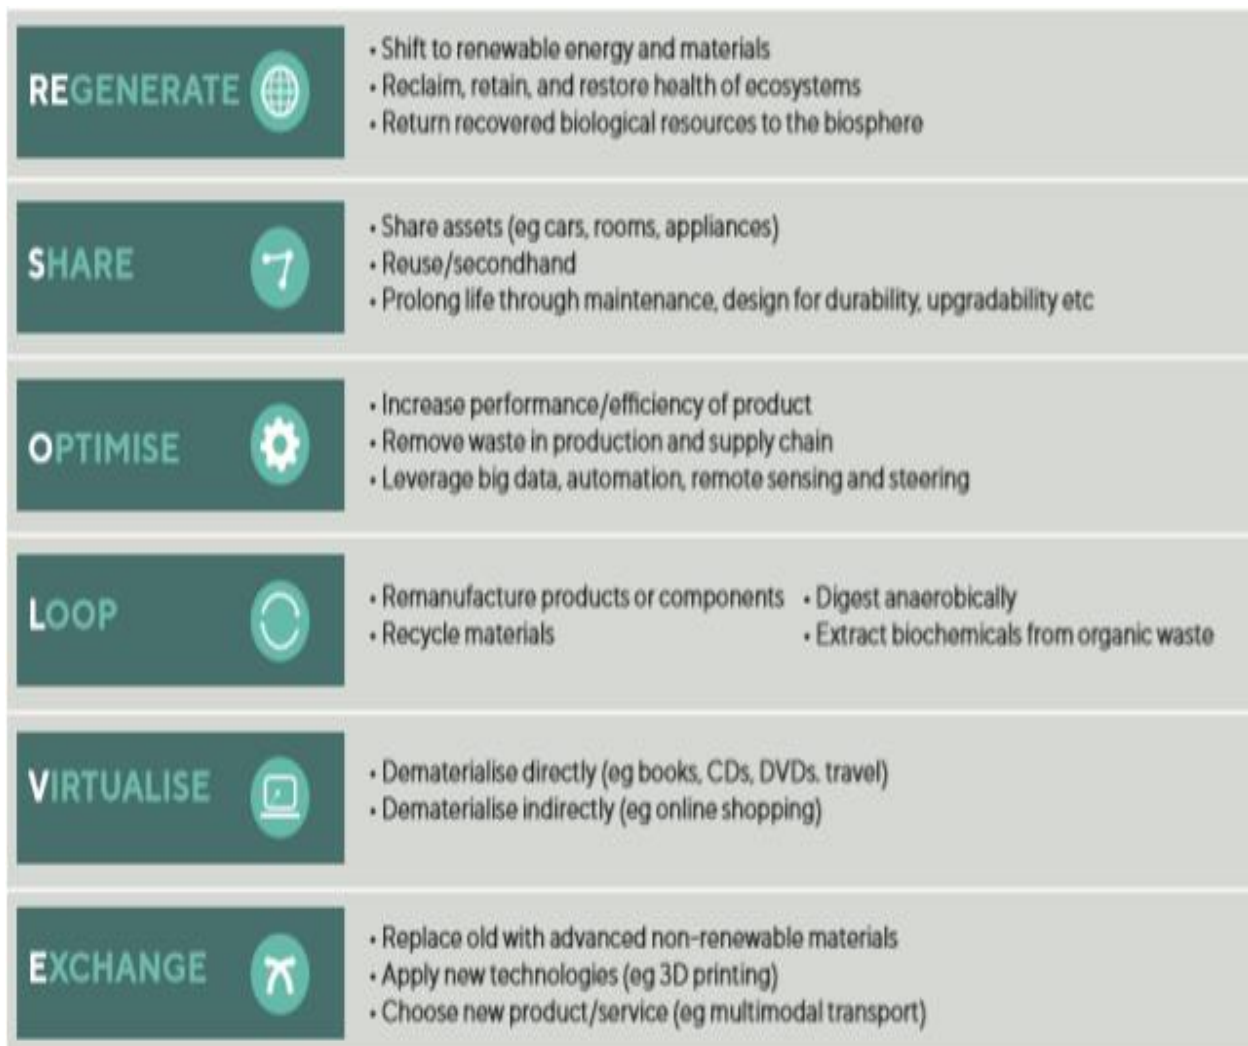 REGENERATE
• Shift to renewable energy and materials
• Reclaim, retain, and restore health of ecosystems
• Return recovered biological resources to the biosphere
SHARE
• Share assets (eg cars, rooms, appliances)
• Reuse/secondhand
• Prolong life through maintenance, design for durability, upgradability etc
OPTIMISE
• Increase performance/efficiency of product
• Remove waste in production and supply chain
• Leverage big data, automation, remote sensing and steering
LOOP
• Remanufacture products or components
• Recycle materials
• Digest anaerobically
• Extract biochemicals from organic waste
VIRTUALISE
• Dematerialise directly (eg books, CDs, DVDs. travel)
• Dematerialise indirectly (eg online shopping)
EXCHANGE
• Replace old with advanced non-renewable materials
• Apply new technologies (eg 3D printing)
• Choose new product/service (eg multimodal transport)